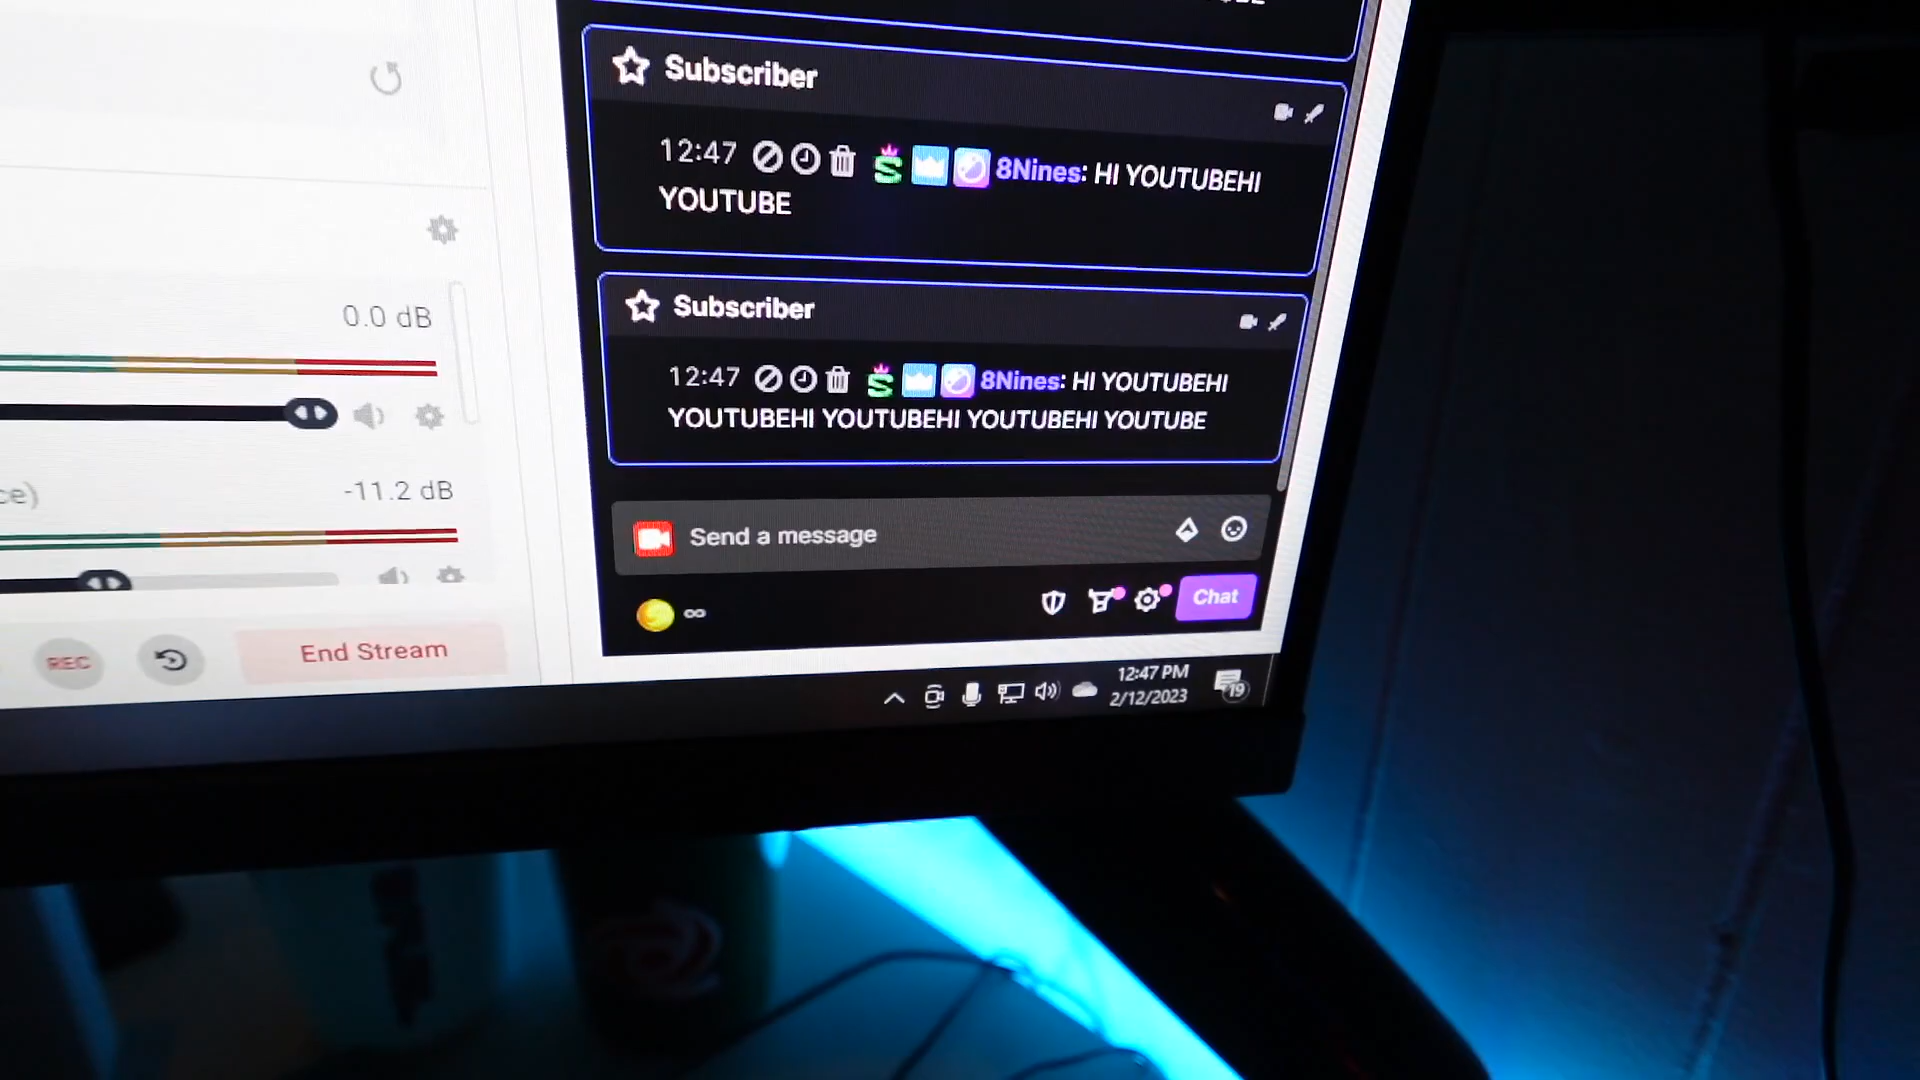 Subscriber
12:47 8Nines: HI YOUTUBEHI
YOUTUBE
Subscriber
12:47 8Nines: HI YOUTUBEHI
YOUTUBEHI YOUTUBEHI YOUTUBEHI YOUTUBE
Send a message
∞
Chat
0.0 dB
ce)
-11.2 dB
REC
End Stream
12:47 PM
2/12/2023
19